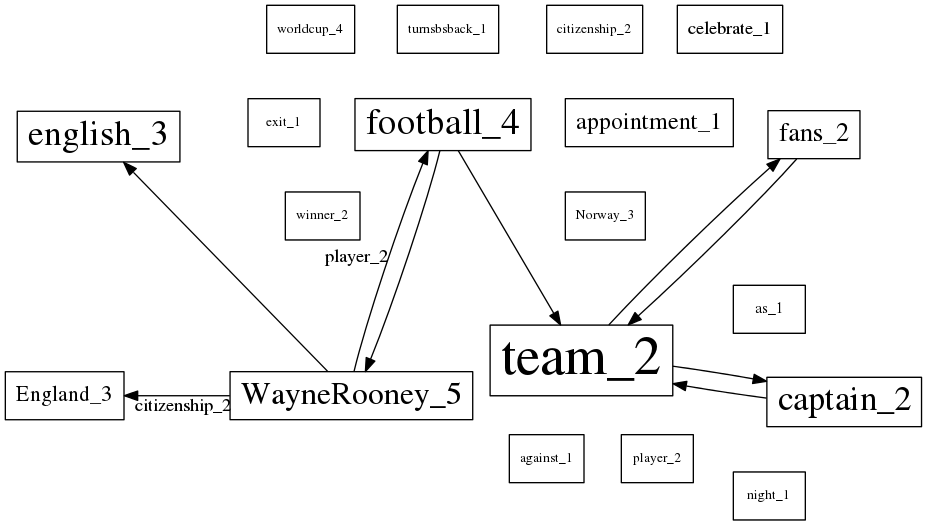 worldcup_4
turnsbsback_1
citizenship_2
celebrate_1
english_3
exit_1
football_4
appointment_1
fans_2
winner_2
Norway_3
player_2
as_1
team_2
England_3
citizenship_2
WayneRooney_5
captain_2
against_1
player_2
night_1